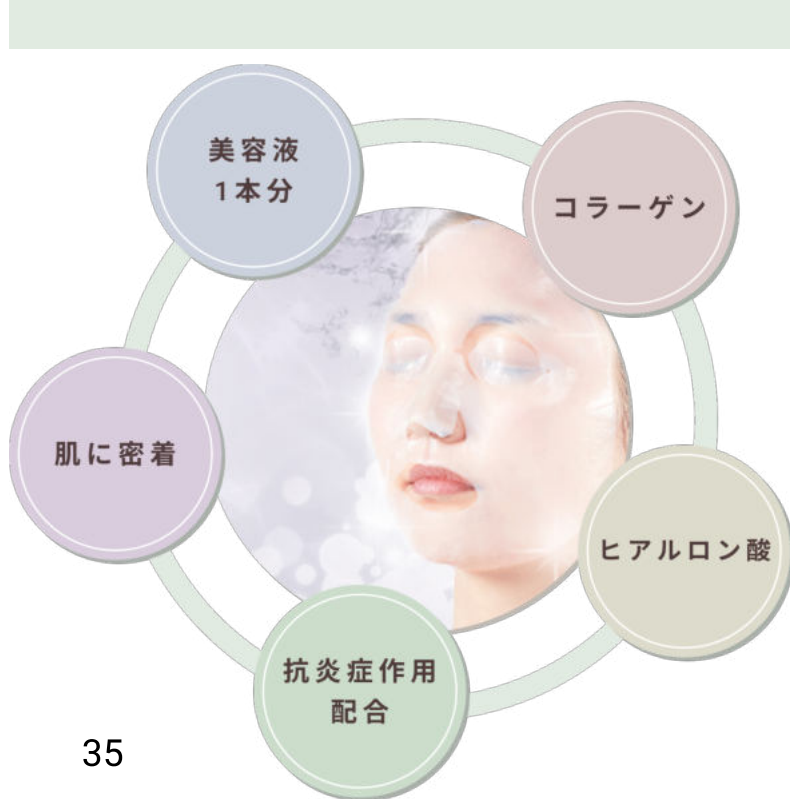 美容液
1本分
コラーゲン
肌に密着
ヒアルロン酸
抗炎症作用
配合
35